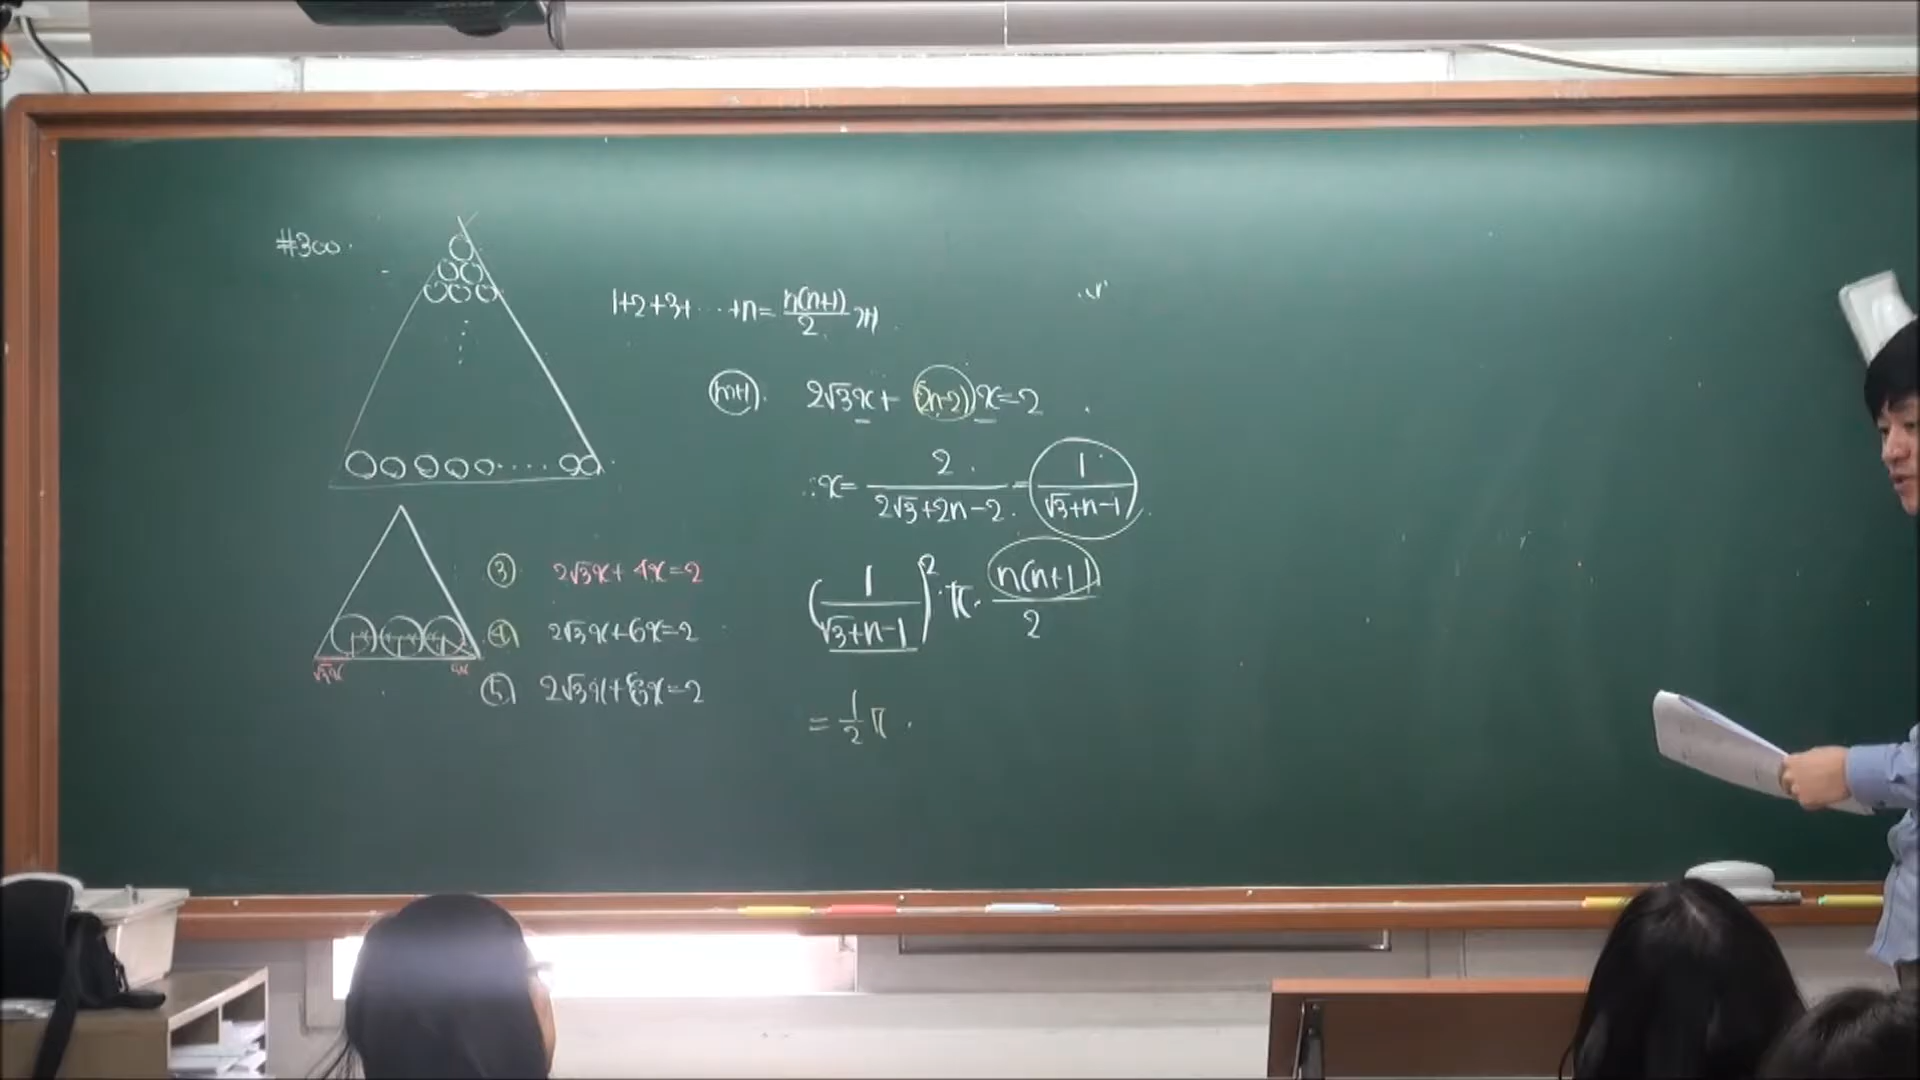 #300.
1+2+3+ ‥‥ +n= n(n+1)/2 개
2√3x+(2n-2)x=2
∴x= 2/(2√3+2n-2) = 1/(√3+n-1)
③ 2√3x+4x=2
④ 2√3x+6x=2
⑤ 2√3x+8x=2
(1/(√3+n-1))²·π· n(n+1)/2
= 1/2 π
√3x